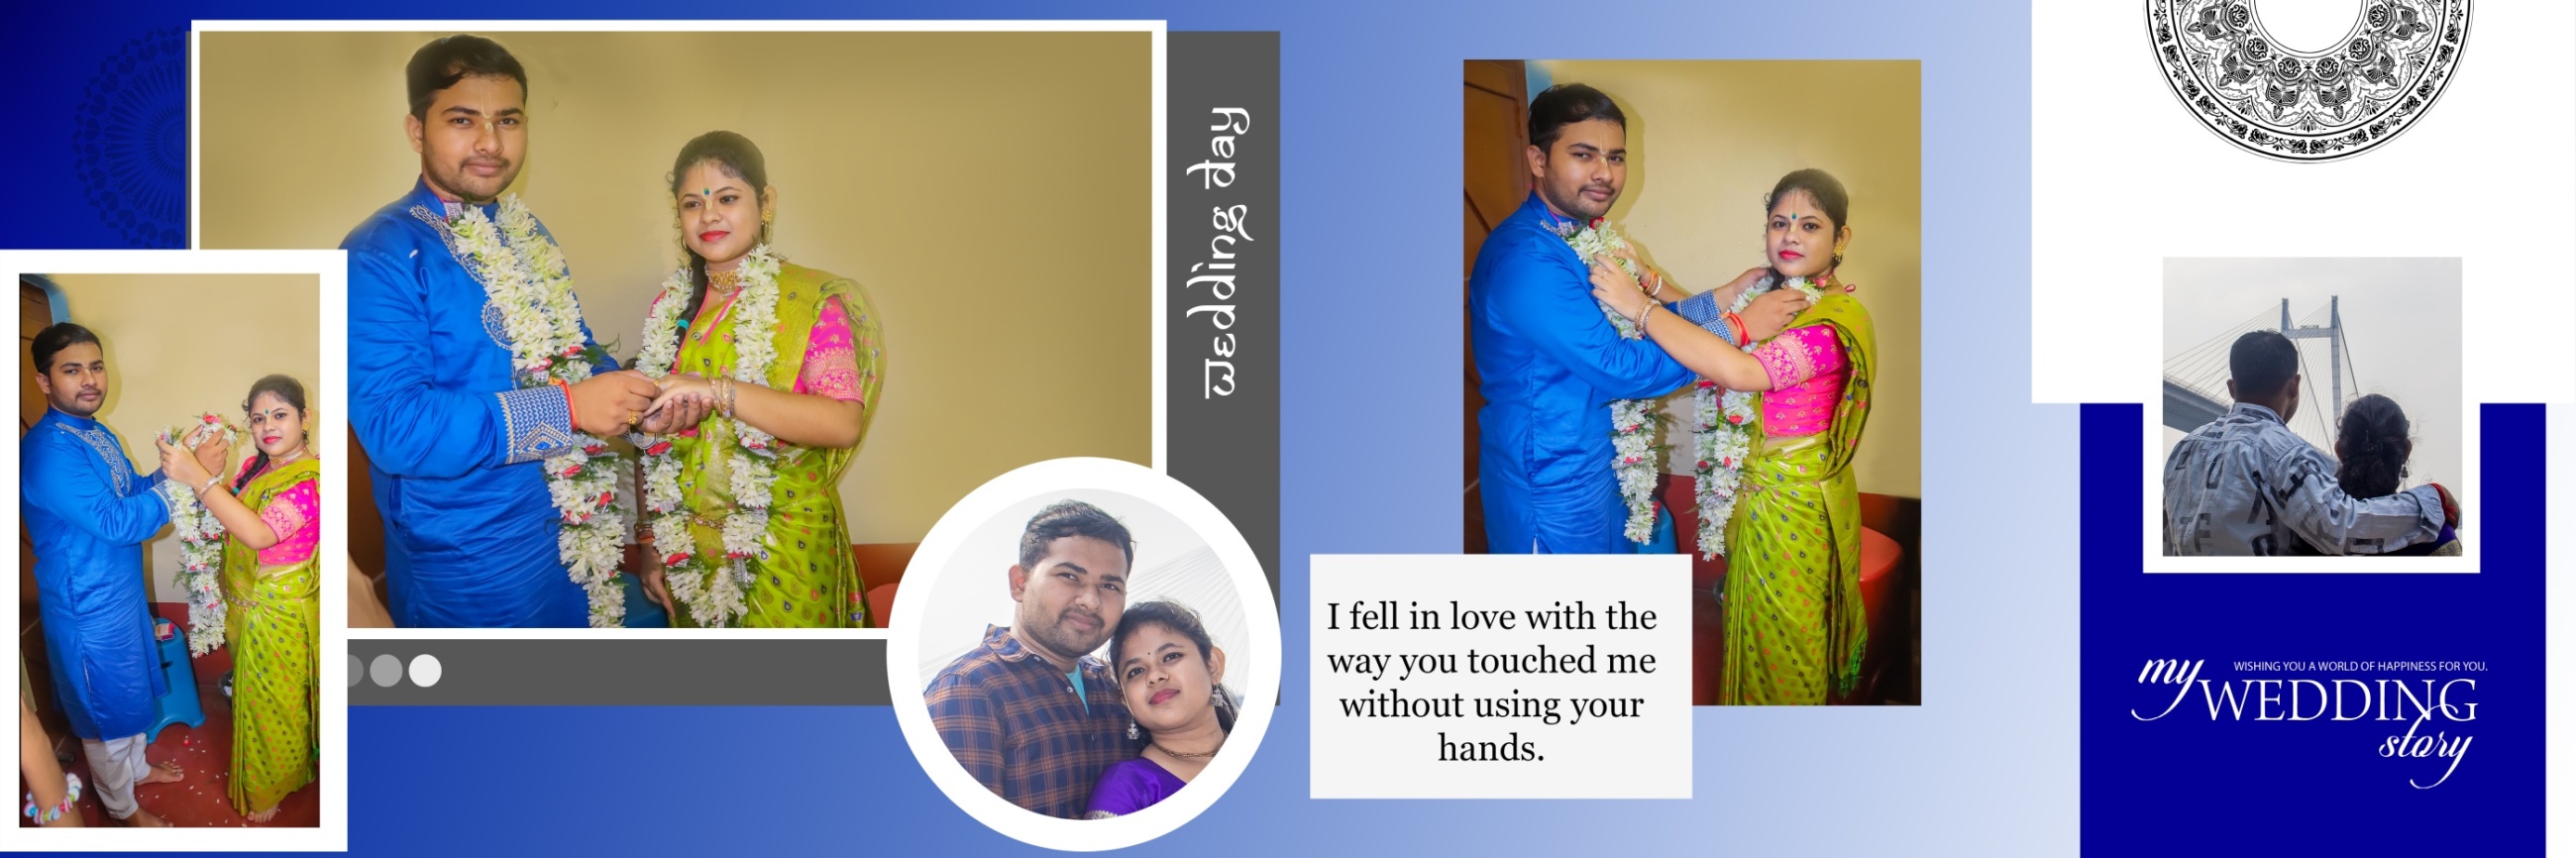 wedding day
I fell in love with the
way you touched me
without using your
hands.
my
WISHING YOU A WORLD OF HAPPINESS FOR YOU.
WEDDING
story